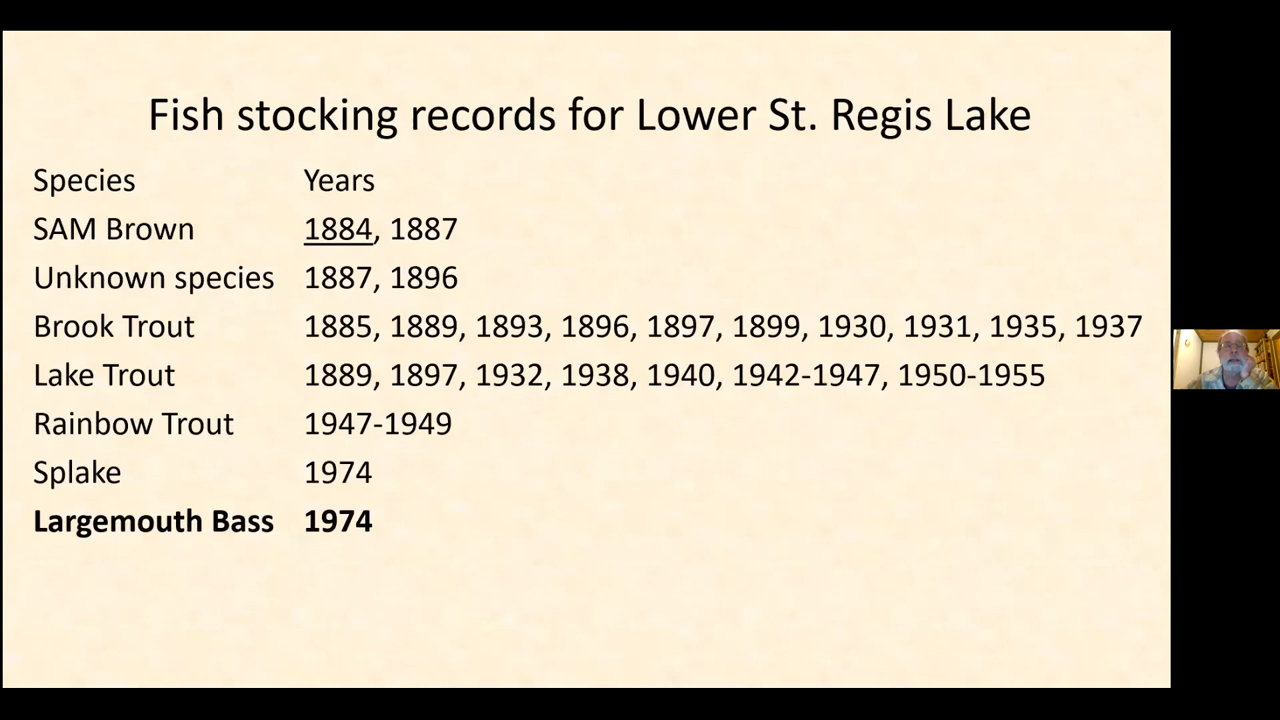 Fish stocking records for Lower St. Regis Lake
Species Years
SAM Brown 1884, 1887
Unknown species 1887, 1896
Brook Trout 1885, 1889, 1893, 1896, 1897, 1899, 1930, 1931, 1935, 1937
Lake Trout 1889, 1897, 1932, 1938, 1940, 1942-1947, 1950-1955
Rainbow Trout 1947-1949
Splake 1974
Largemouth Bass 1974